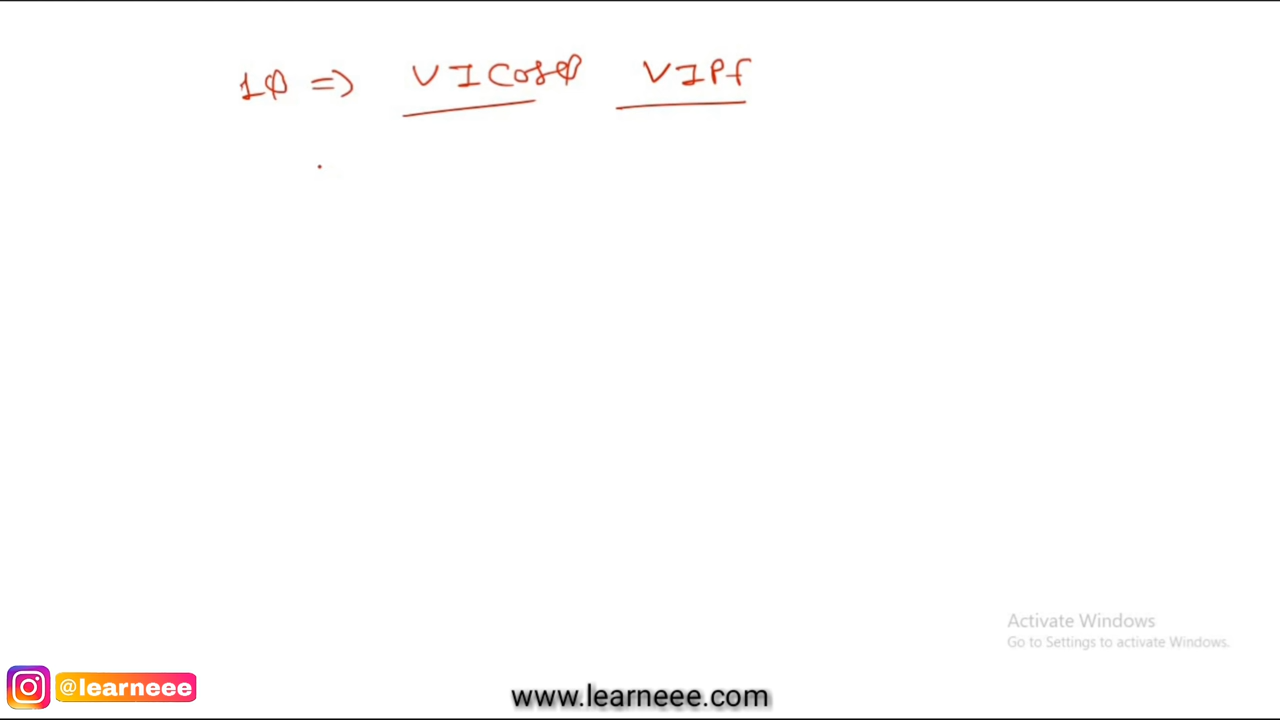 1φ => VICosφ VIPf
Activate Windows
Go to Settings to activate Windows.
@learneee
www.learneee.com